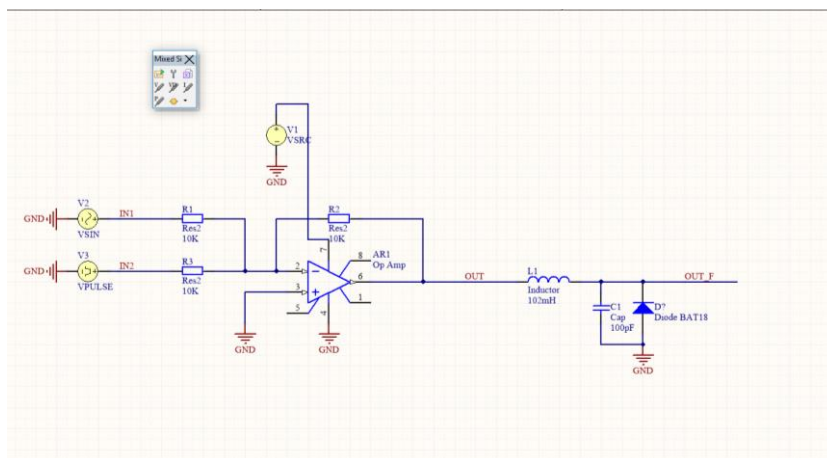 Mixed Si
V1
VSRC
GND
V2
GND
IN1
VSIN
R1
Res2
10K
R2
Res2
10K
V3
GND
IN2
VPULSE
R3
Res2
10K
7
8
AR1
Op Amp
2
6
3
1
5
4
GND
GND
OUT
L1
Inductor
102mH
OUT_F
C1
Cap
100pF
D?
Diode BAT18
GND